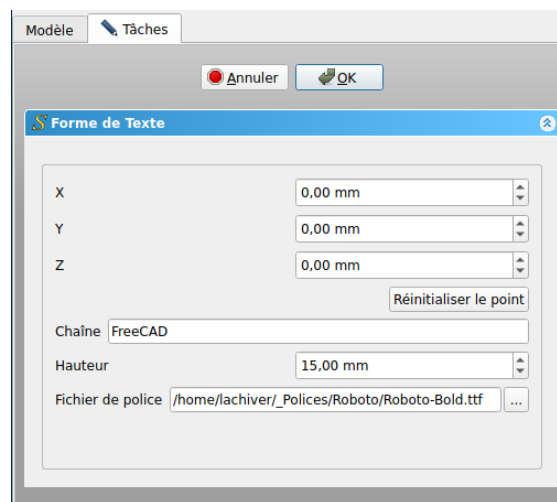 Modèle Tâches
Annuler OK
Forme de Texte
X 0,00 mm
Y 0,00 mm
Z 0,00 mm
Réinitialiser le point
Chaîne FreeCAD
Hauteur 15,00 mm
Fichier de police /home/lachiver/_Polices/Roboto/Roboto-Bold.ttf ...